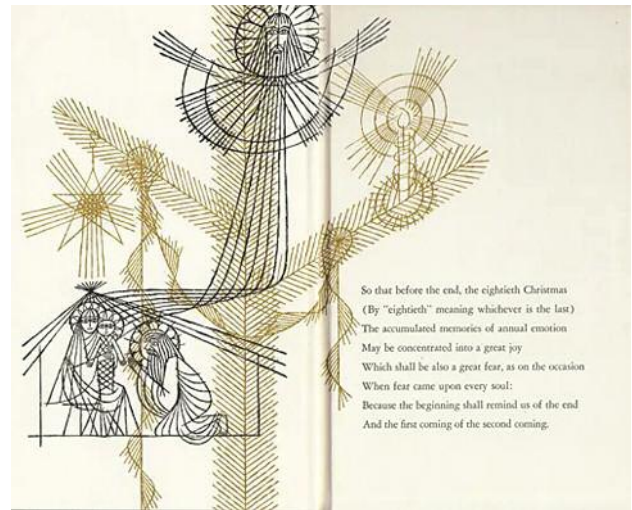 So that before the end, the eightieth Christmas
(By "eightieth" meaning whichever is the last)
The accumulated memories of annual emotion
May be concentrated into a great joy
Which shall be also a great fear, as on the occasion
When fear came upon every soul:
Because the beginning shall remind us of the end
And the first coming of the second coming.